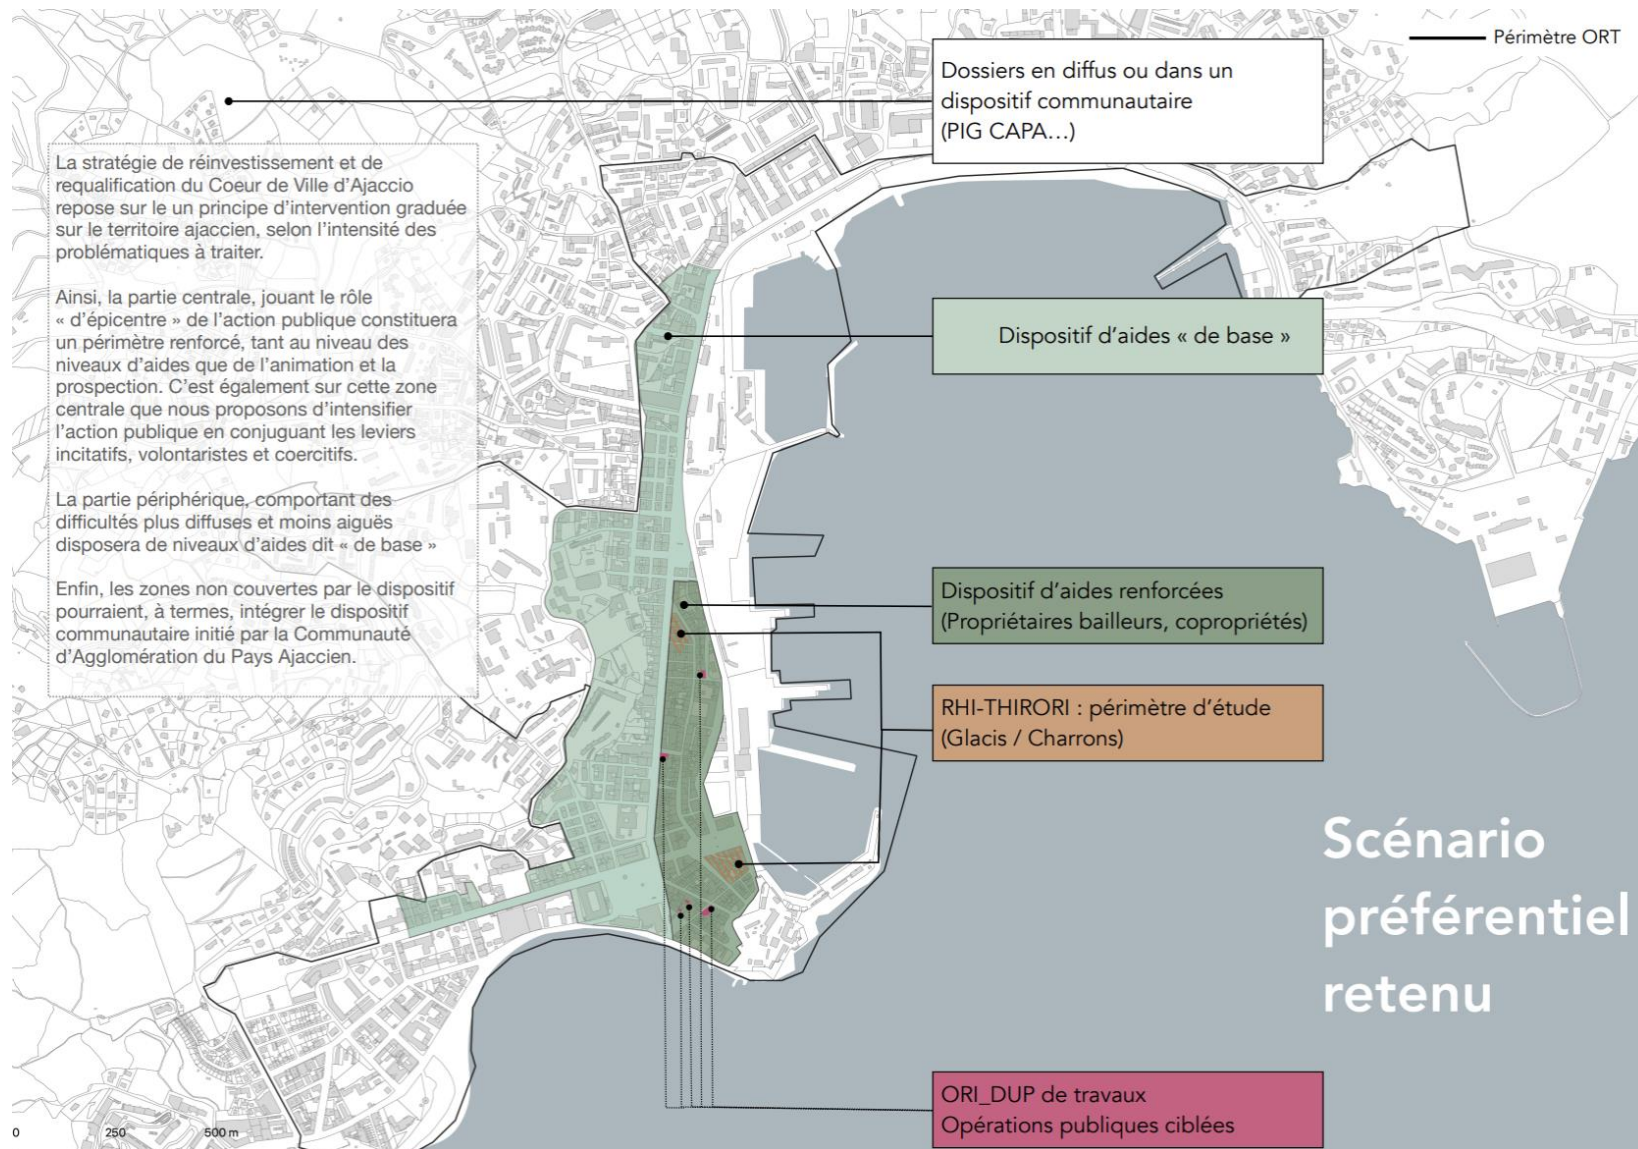 Périmètre ORT
Dossiers en diffus ou dans un
dispositif communautaire
(PIG CAPA...)
La stratégie de réinvestissement et de
requalification du Coeur de Ville d'Ajaccio
repose sur le un principe d'intervention graduée
sur le territoire ajaccien, selon l'intensité des
problématiques à traiter.
Ainsi, la partie centrale, jouant le rôle
« d'épicentre » de l'action publique constituera
un périmètre renforcé, tant au niveau des
niveaux d'aides que de l'animation et la
prospection. C'est également sur cette zone
centrale que nous proposons d'intensifier
l'action publique en conjuguant les leviers
incitatifs, volontaristes et coercitifs.
La partie périphérique, comportant des
difficultés plus diffuses et moins aiguës
disposera de niveaux d'aides dit « de base »
Enfin, les zones non couvertes par le dispositif
pourraient, à termes, intégrer le dispositif
communautaire initié par la Communauté
d'Agglomération du Pays Ajaccien.
Dispositif d'aides « de base »
Dispositif d'aides renforcées
(Propriétaires bailleurs, copropriétés)
RHI-THIRORI : périmètre d'étude
(Glacis / Charrons)
Scénario
préférentiel
retenu
ORI_DUP de travaux
Opérations publiques ciblées
0 250 500 m